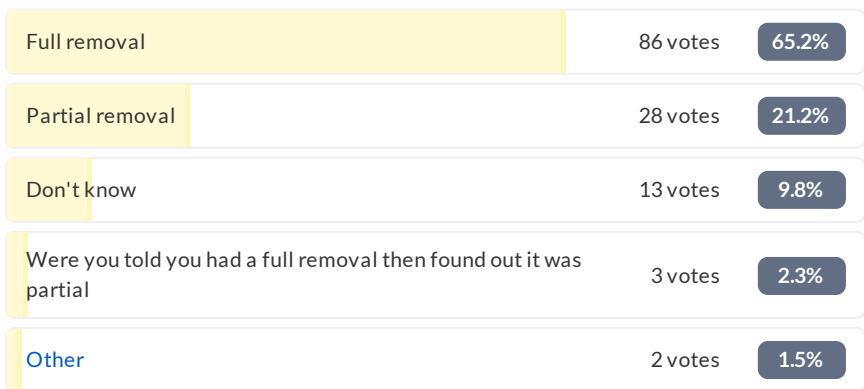 Full removal 86 votes 65.2%
Partial removal 28 votes 21.2%
Don't know 13 votes 9.8%
Were you told you had a full removal then found out it was
partial 3 votes 2.3%
Other 2 votes 1.5%